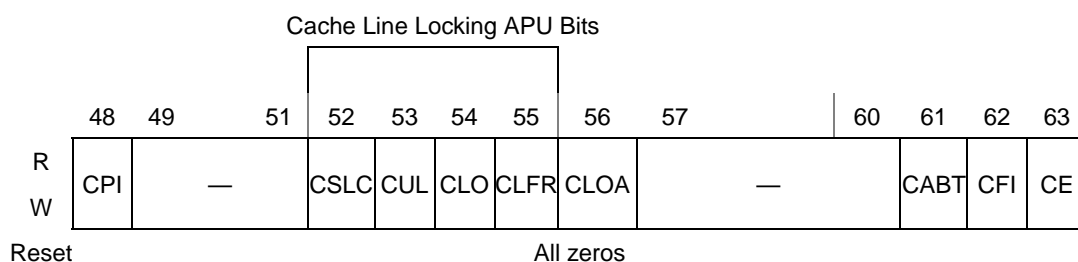 Cache Line Locking APU Bits
48 49 51 52 53 54 55 56 57 60 61 62 63
R
CPI — CSLC CUL CLO CLFR CLOA — CABT CFI CE
W
Reset All zeros